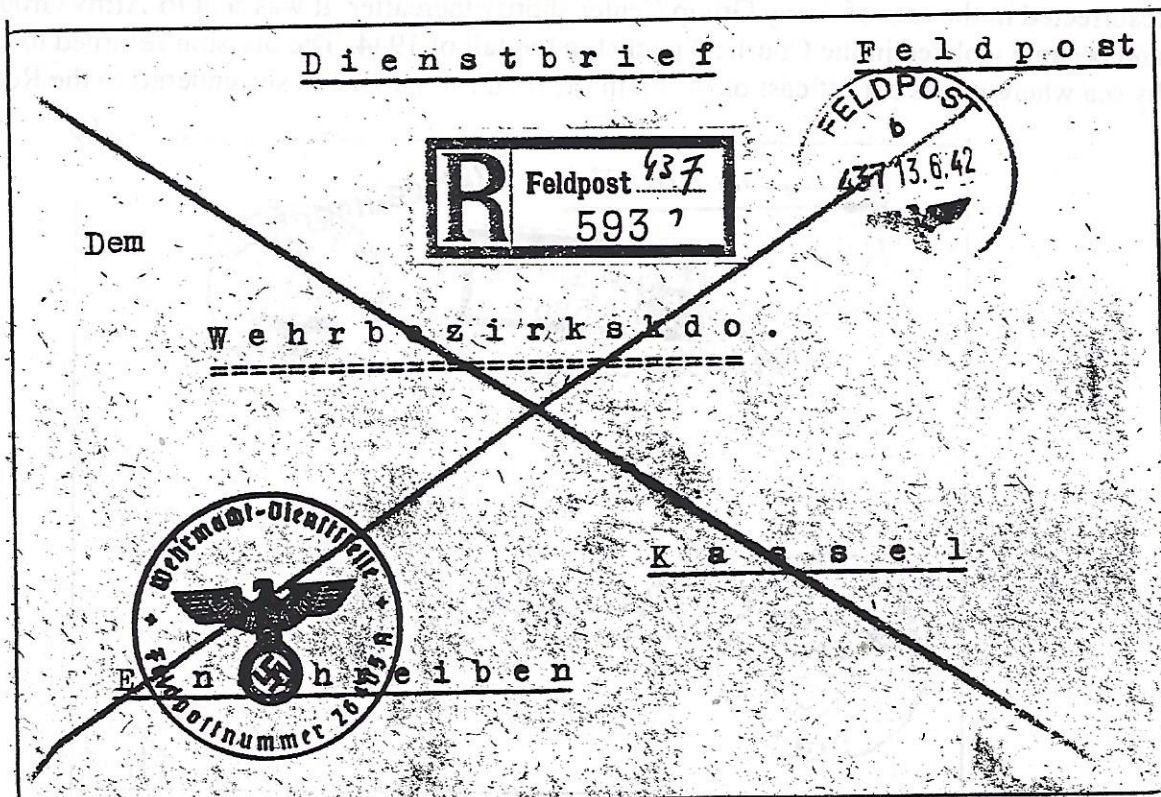 Dienstbrief Feldpost
FELDPOST
b
437 13.6.42
R Feldpost 437
593
Dem
Wehrbezirkskdo.
Kassel
Wehrmacht-Dienststelle
Einschreiben
Feldpostnummer A